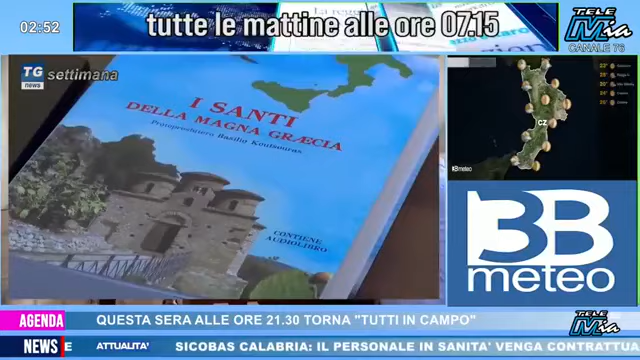 02:52
tutte le mattine alle ore 07.15
TELE
Mia
CANALE 76
TG
news
settimana
I SANTI
DELLA MAGNA GRÆCIA
Protopresbitero Basilio Koutsouras
CONTIENE
AUDIOLIBRO
CZ
3Bmeteo
3B
meteo
AGENDA
QUESTA SERA ALLE ORE 21.30 TORNA "TUTTI IN CAMPO"
TELE
Mia
NEWS
E ATTUALITA' SICOBAS CALABRIA: IL PERSONALE IN SANITA' VENGA CONTRATTUA